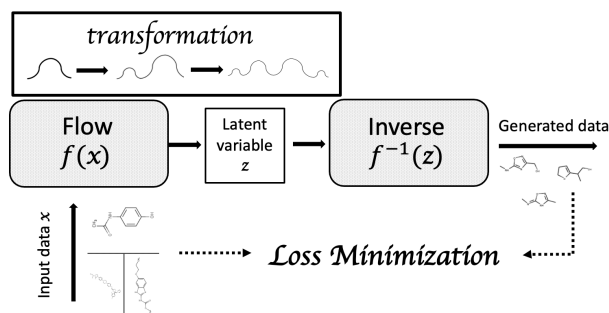 transformation
Flow
f(x)
Latent
variable
z
Inverse
f⁻¹(z)
Generated data
Input data x
Loss Minimization